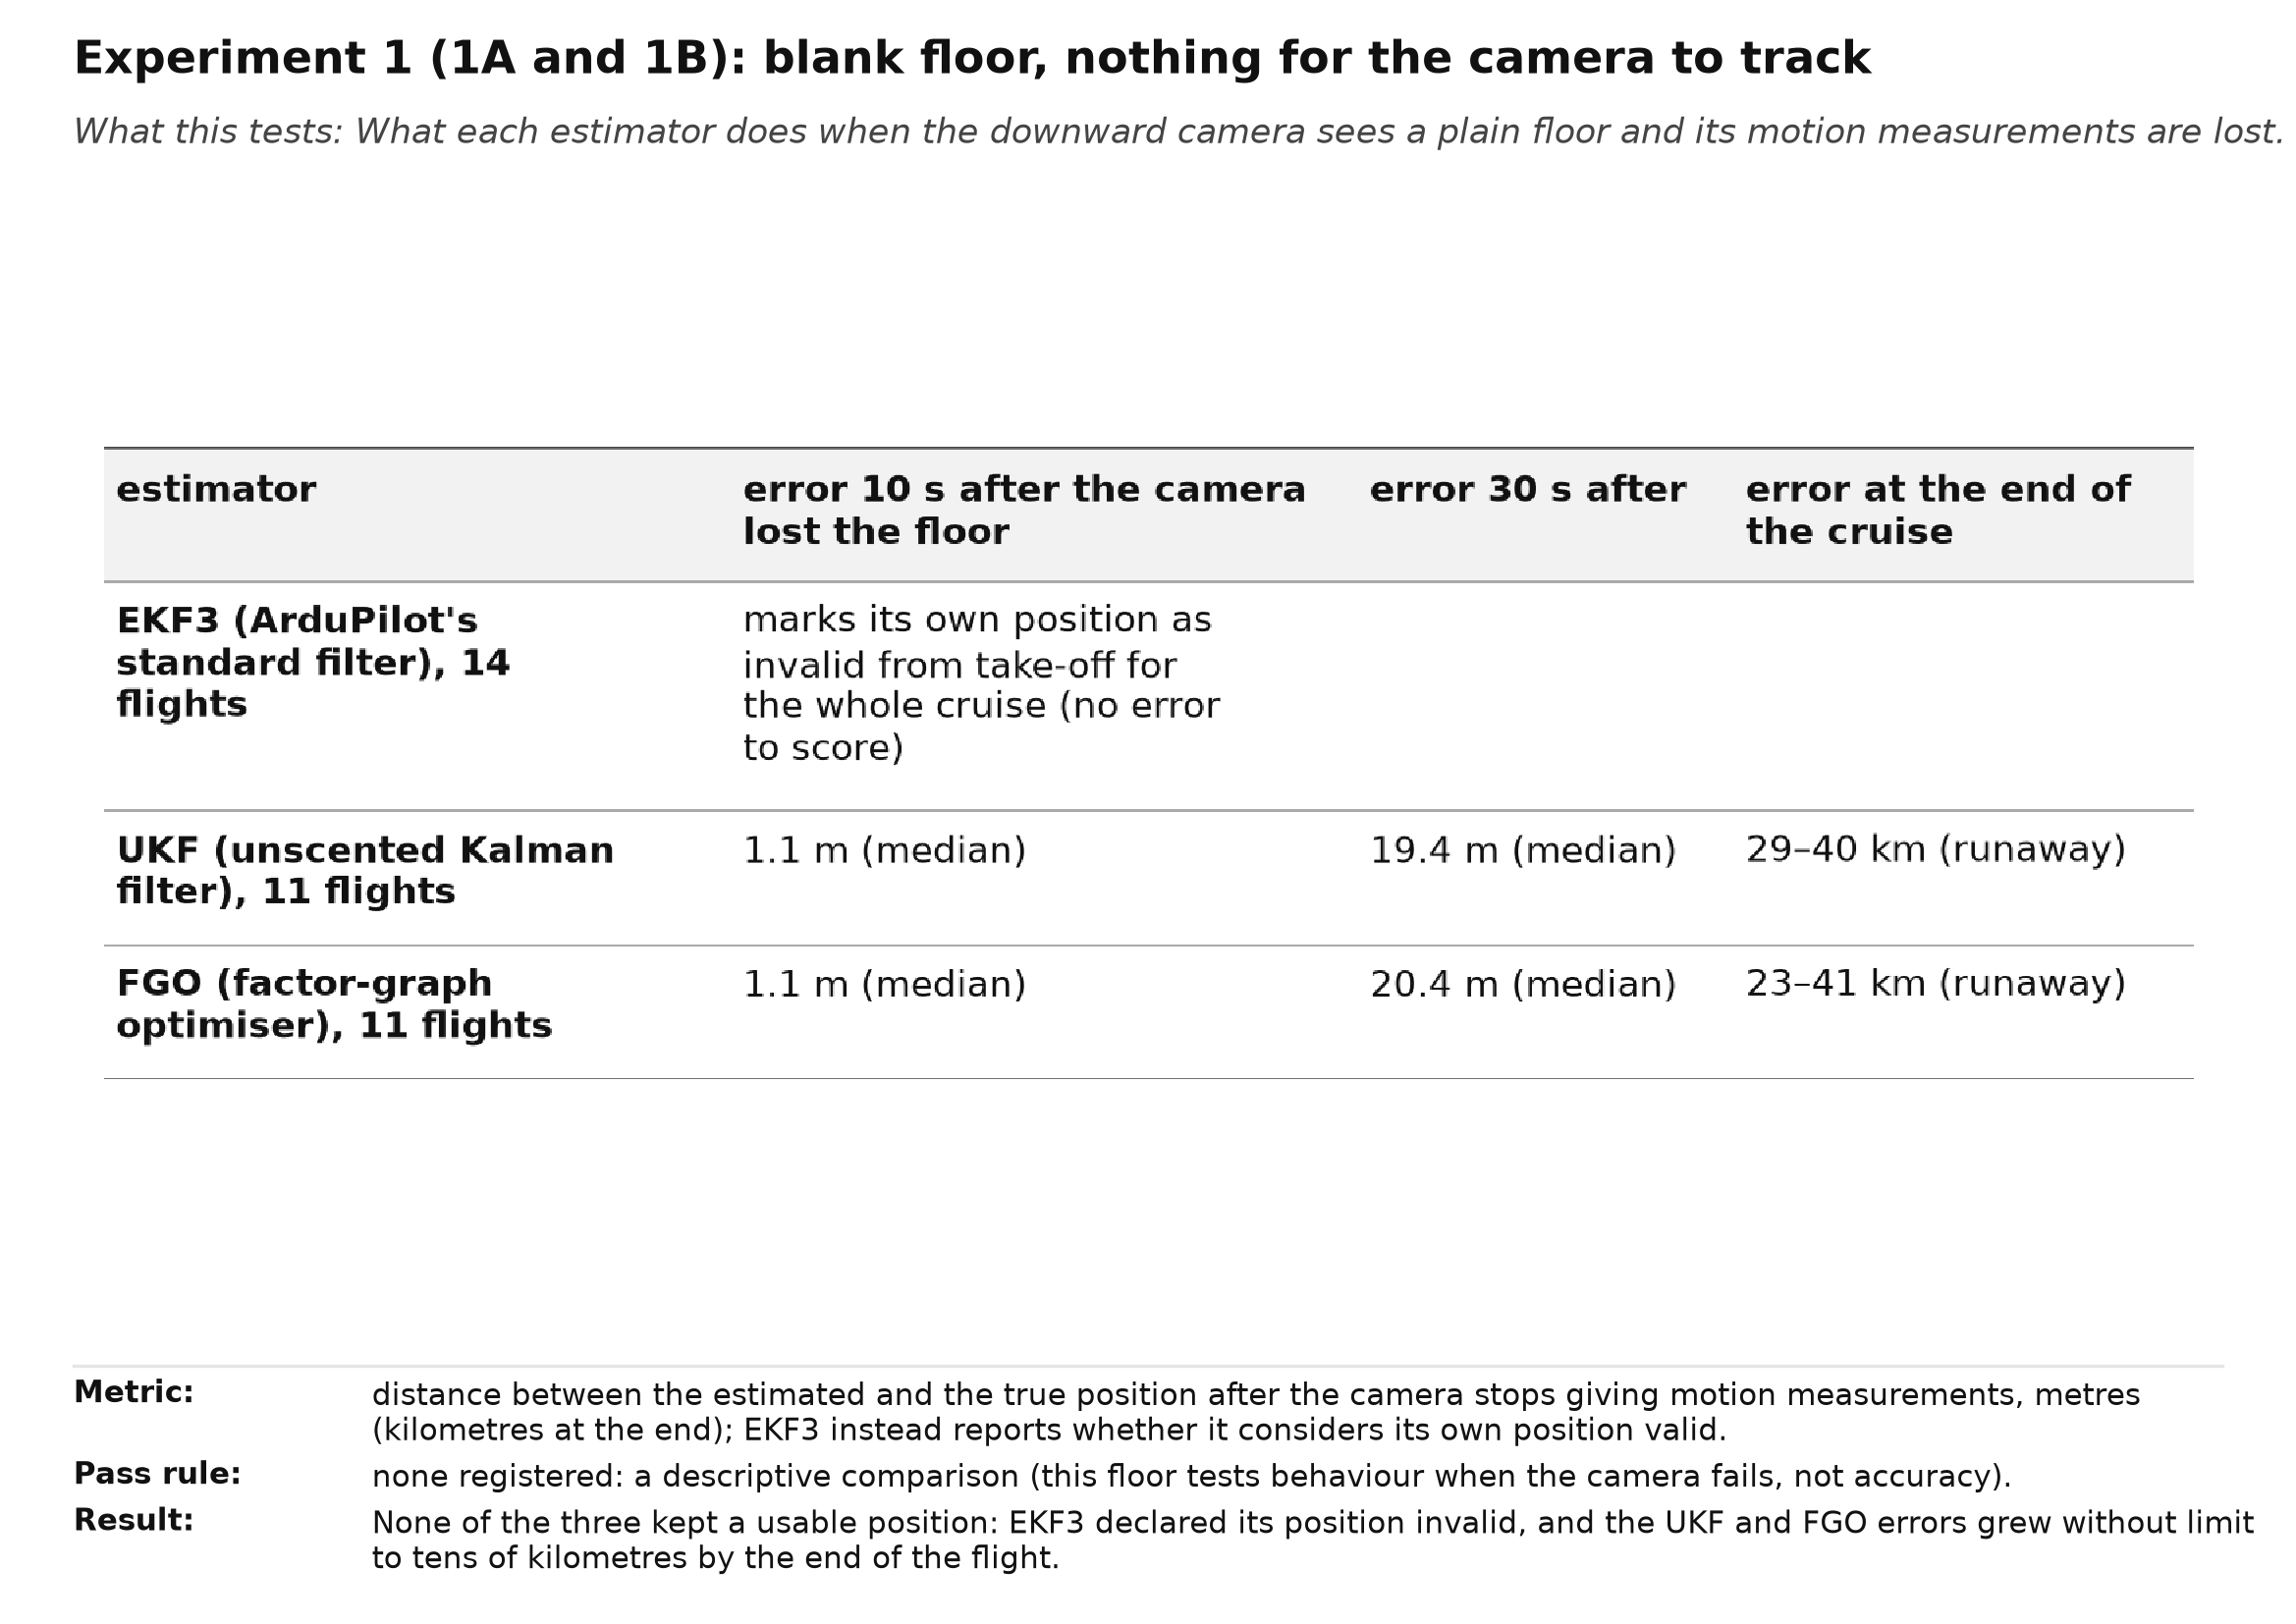 Experiment 1 (1A and 1B): blank floor, nothing for the camera to track
What this tests: What each estimator does when the downward camera sees a plain floor and its motion measurements are lost.
estimator
error 10 s after the camera
lost the floor
error 30 s after
error at the end of
the cruise
EKF3 (ArduPilot's
standard filter), 14
flights
marks its own position as
invalid from take-off for
the whole cruise (no error
to score)
UKF (unscented Kalman
filter), 11 flights
1.1 m (median)
19.4 m (median)
29–40 km (runaway)
FGO (factor-graph
optimiser), 11 flights
1.1 m (median)
20.4 m (median)
23–41 km (runaway)
Metric:
distance between the estimated and the true position after the camera stops giving motion measurements, metres
(kilometres at the end); EKF3 instead reports whether it considers its own position valid.
Pass rule:
none registered: a descriptive comparison (this floor tests behaviour when the camera fails, not accuracy).
Result:
None of the three kept a usable position: EKF3 declared its position invalid, and the UKF and FGO errors grew without limit
to tens of kilometres by the end of the flight.